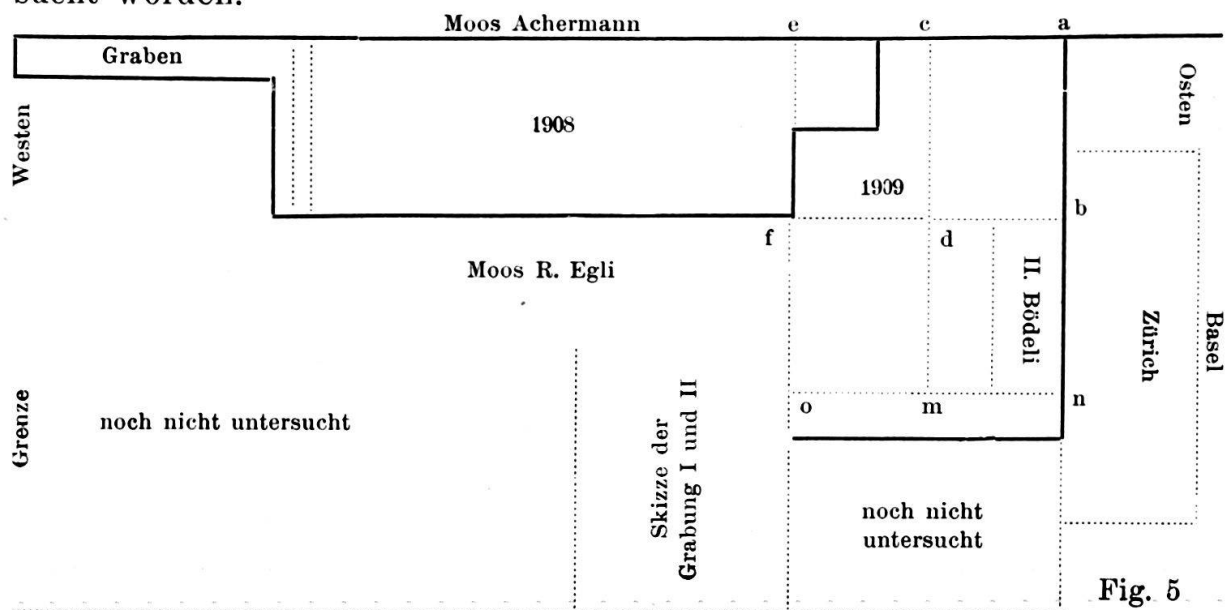 sucht worden.
Moos Achermann
e c a
Graben
Osten
Westen
1908
1909
b
f
d
Moos R. Egli
II. Bödeli
Zürich
Basel
Grenze
noch nicht untersucht
Skizze der
Grabung I und II
o m n
noch nicht
untersucht
Fig. 5